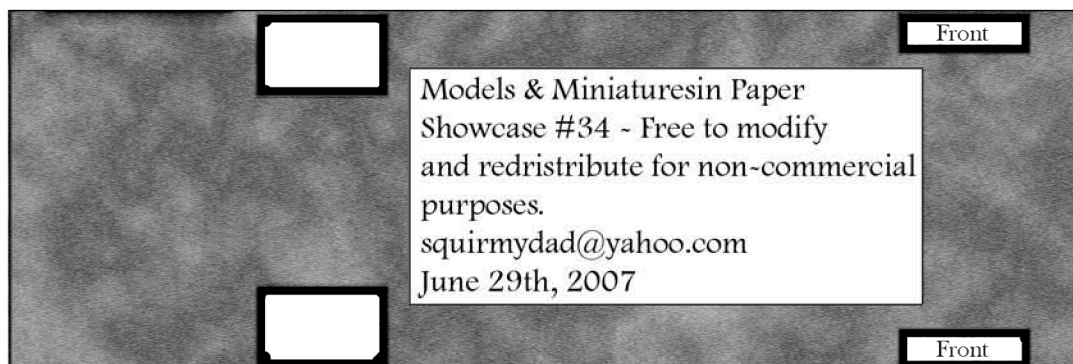 Front
Models & Miniaturesin Paper
Showcase #34 - Free to modify
and redristribute for non-commercial
purposes.
squirmydad@yahoo.com
June 29th, 2007
Front